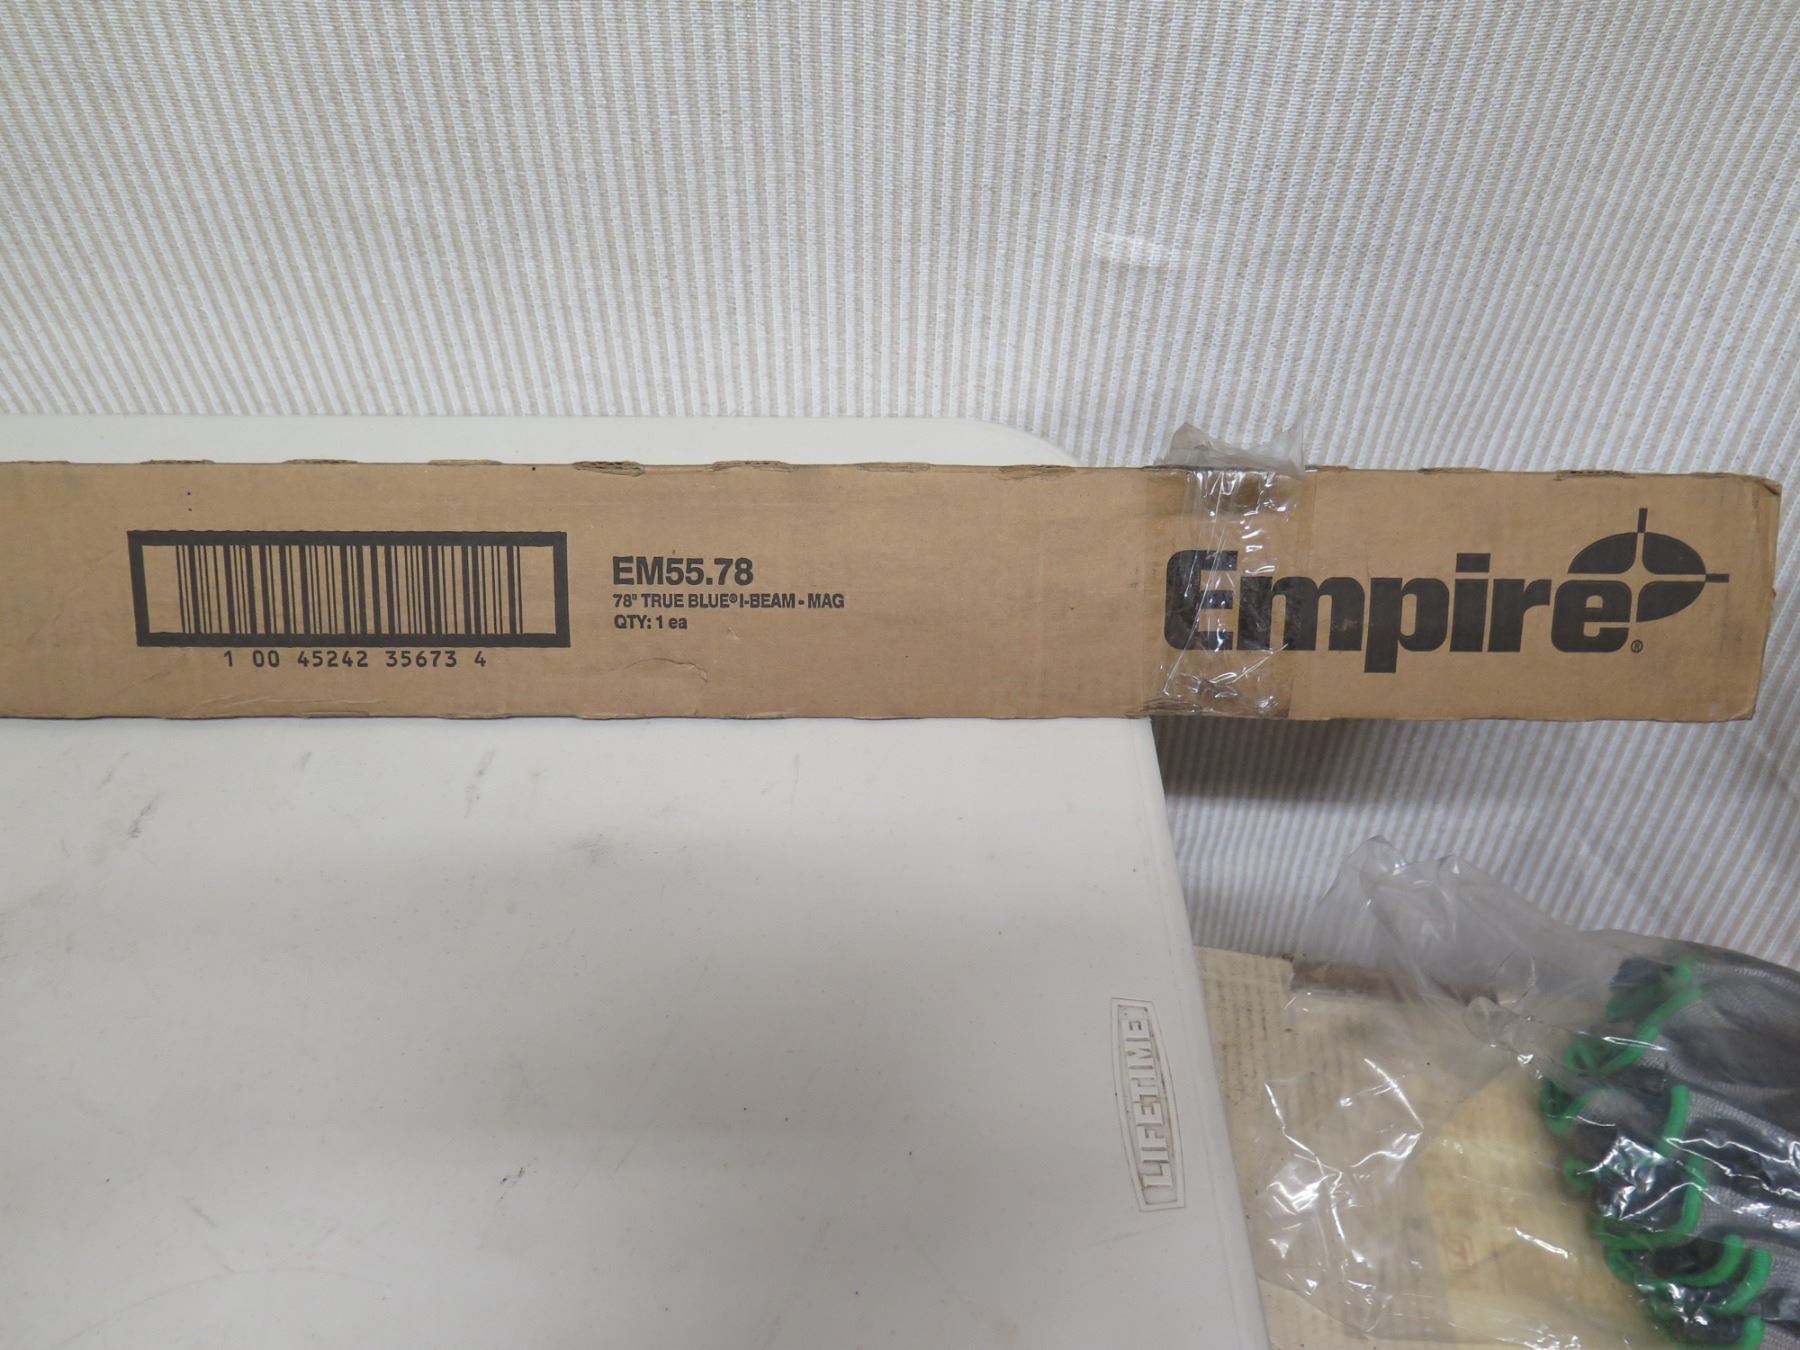 EM55.78
78" TRUE BLUE® I-BEAM - MAG
QTY: 1 ea
1 00 45242 35673 4
Empire®
LIFETIME